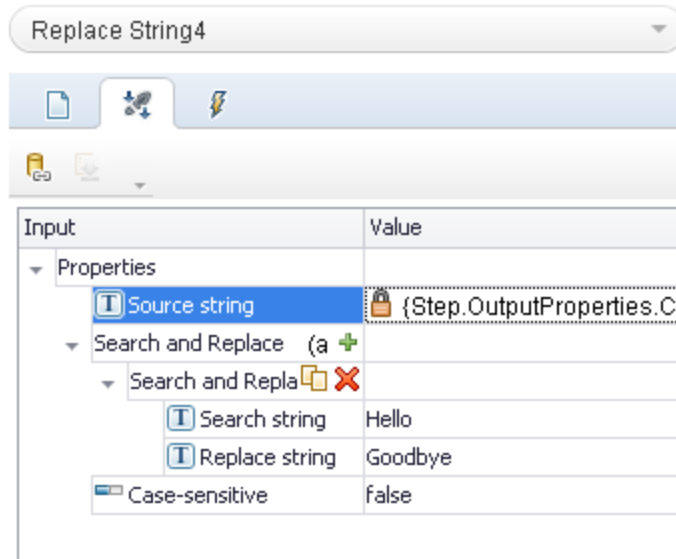 Replace String4
Input Value
Properties
Source string {Step.OutputProperties.C
Search and Replace (a
Search and Repla
Search string Hello
Replace string Goodbye
Case-sensitive false